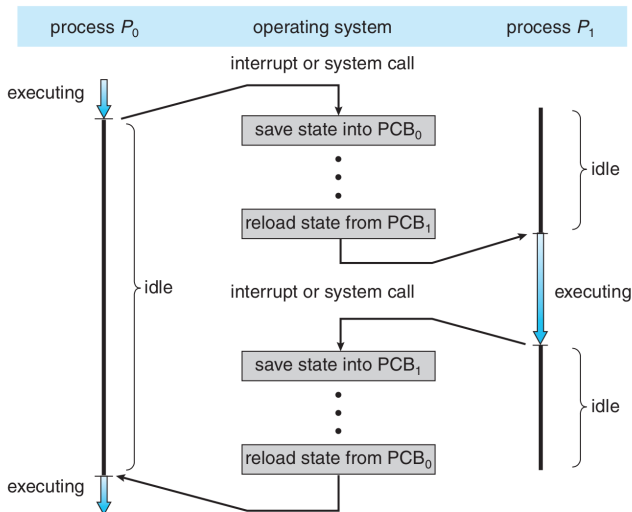 process P₀ operating system process P₁
interrupt or system call
executing
save state into PCB₀
idle
reload state from PCB₁
idle
interrupt or system call
executing
save state into PCB₁
idle
reload state from PCB₀
executing